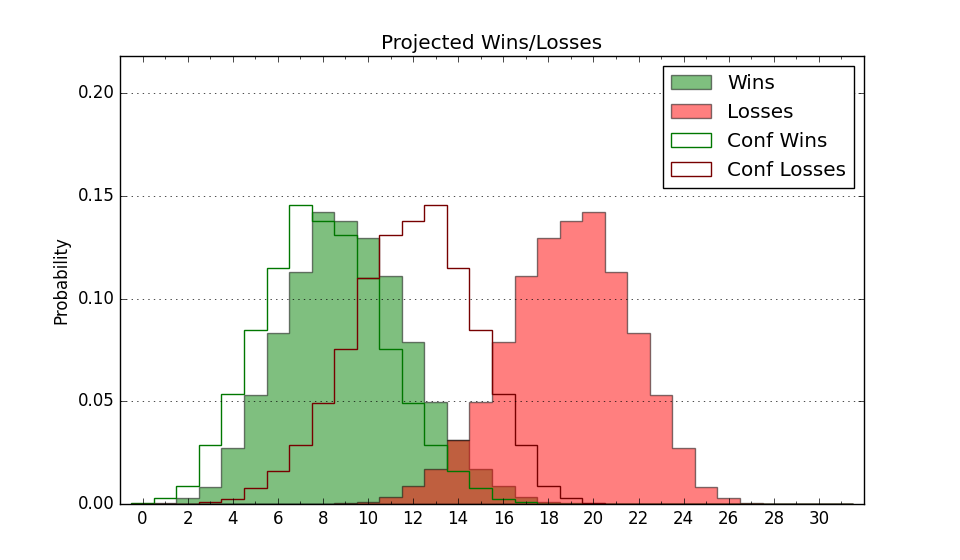 Projected Wins/Losses
Wins
Losses
Conf Wins
Conf Losses
Probability
0.20
0.15
0.10
0.05
0.00
0 2 4 6 8 10 12 14 16 18 20 22 24 26 28 30